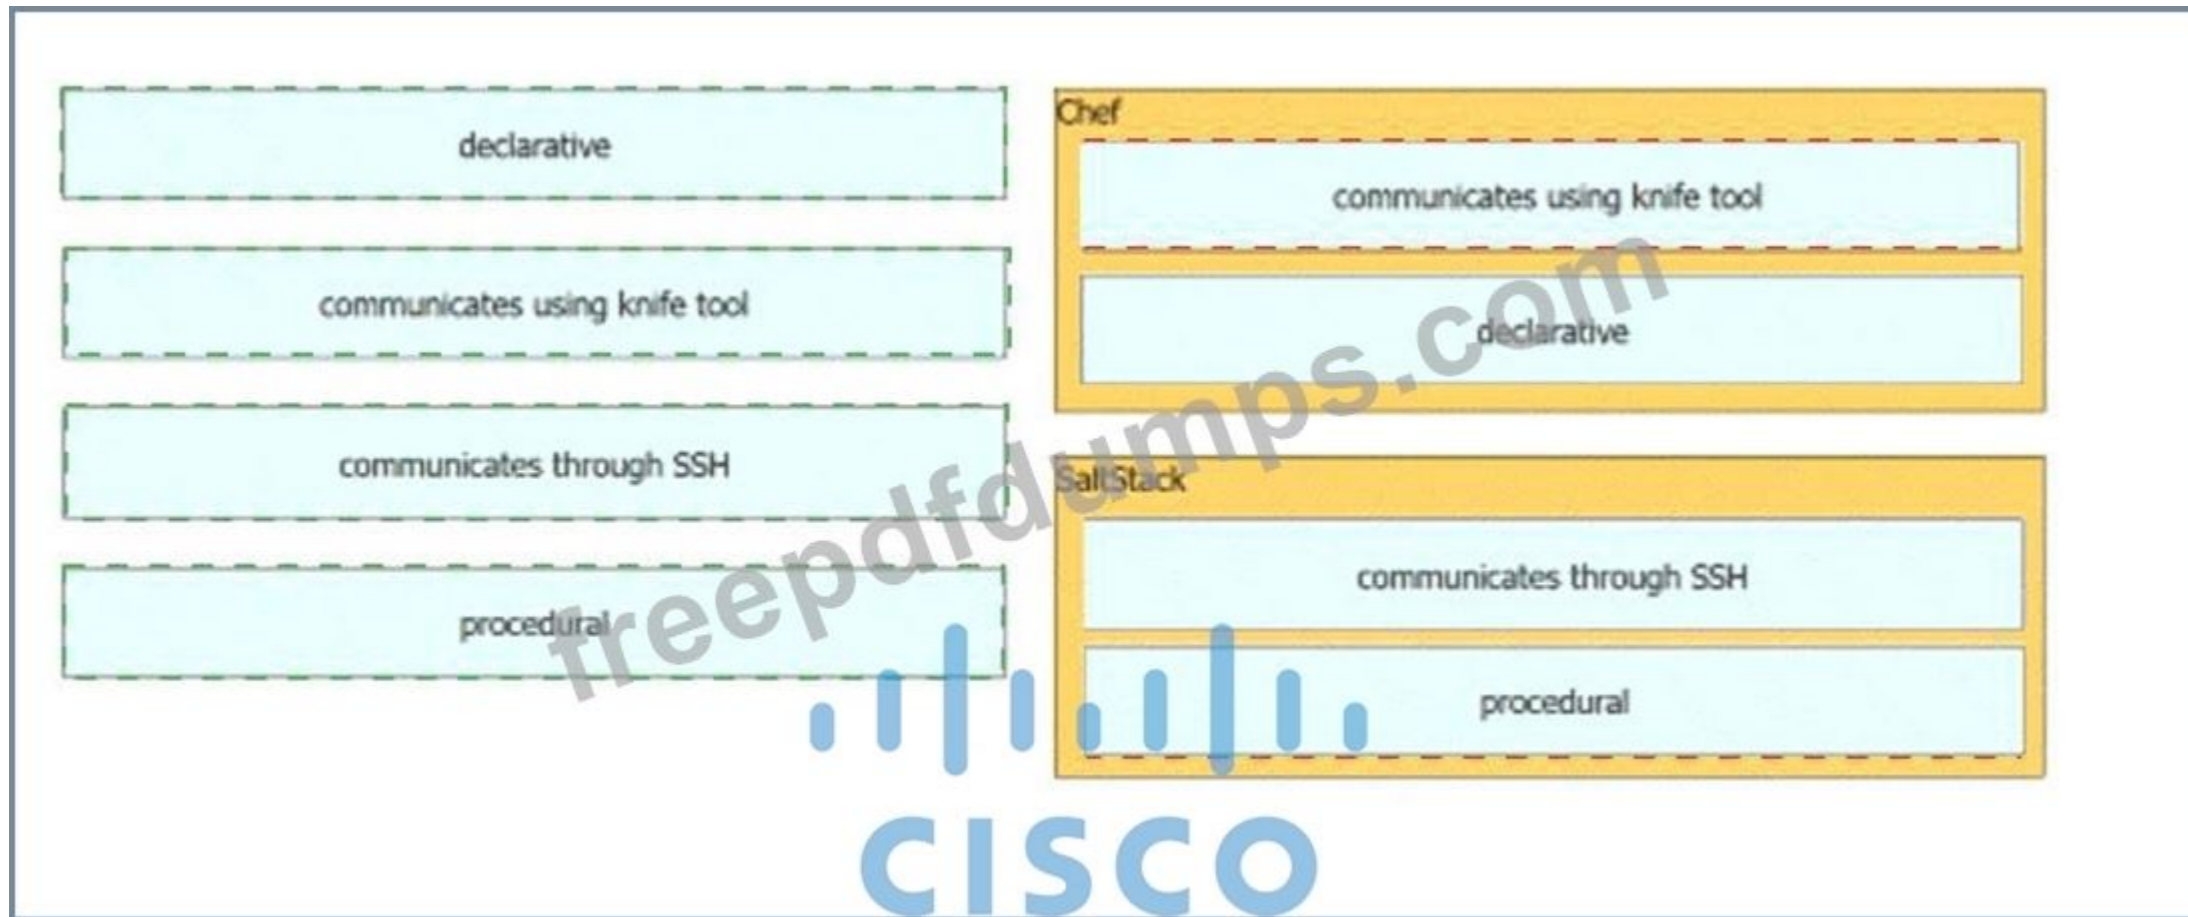 declarative
communicates using knife tool
communicates through SSH
procedural
Chef
communicates using knife tool
declarative
SaltStack
communicates through SSH
procedural
freepdfdumps.com
CISCO